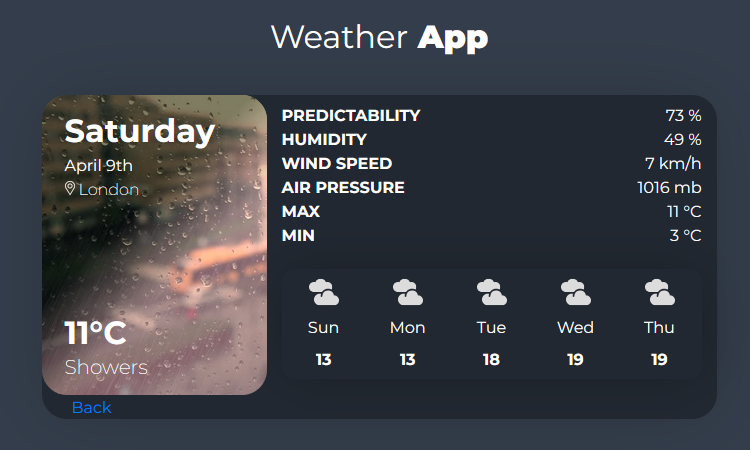 Weather App
Saturday
April 9th
London
11°C
Showers
Back
PREDICTABILITY 73 %
HUMIDITY 49 %
WIND SPEED 7 km/h
AIR PRESSURE 1016 mb
MAX 11 °C
MIN 3 °C
Sun Mon Tue Wed Thu
13 13 18 19 19